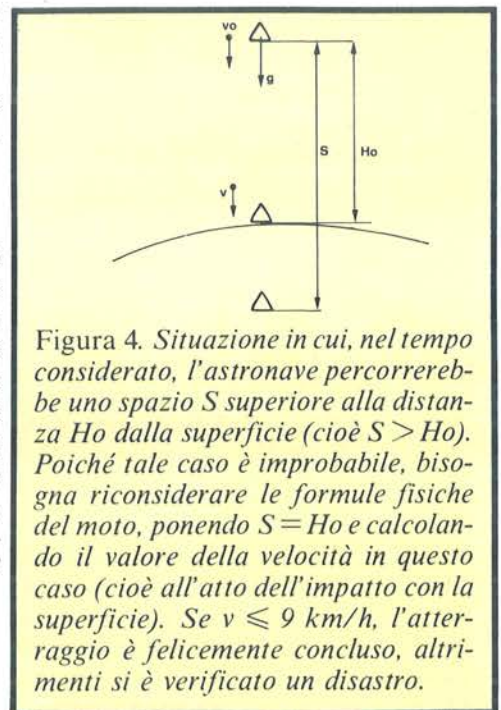 vo
g
S
Ho
v
Figura 4. Situazione in cui, nel tempo
considerato, l'astronave percorrereb-
be uno spazio S superiore alla distan-
za Ho dalla superficie (cioè S > Ho).
Poiché tale caso è improbabile, biso-
gna riconsiderare le formule fisiche
del moto, ponendo S = Ho e calcolan-
do il valore della velocità in questo
caso (cioè all'atto dell'impatto con la
superficie). Se v ⩽ 9 km/h, l'atter-
raggio è felicemente concluso, altri-
menti si è verificato un disastro.